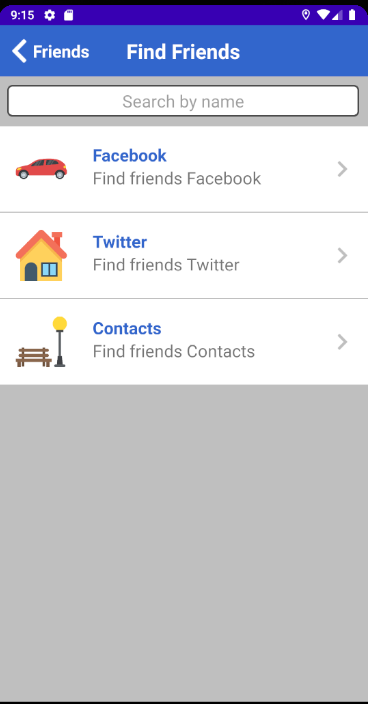 9:15
Friends
Find Friends
Search by name
Facebook
Find friends Facebook
Twitter
Find friends Twitter
Contacts
Find friends Contacts